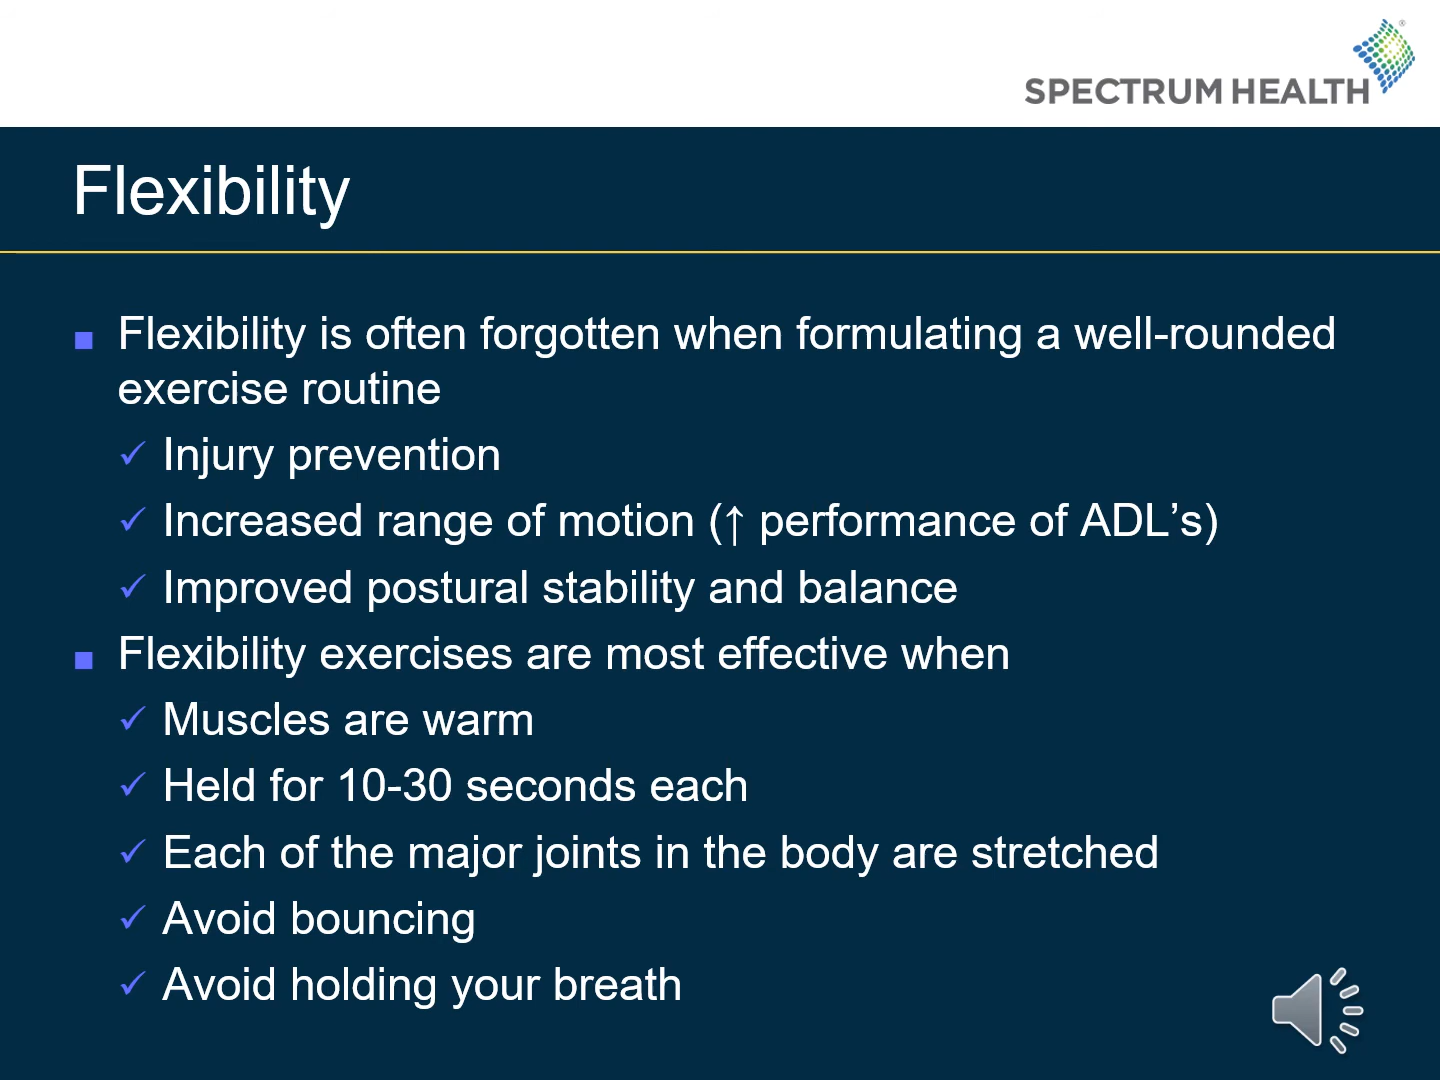 SPECTRUM HEALTH
Flexibility
■ Flexibility is often forgotten when formulating a well-rounded
exercise routine
✓ Injury prevention
✓ Increased range of motion (↑ performance of ADL’s)
✓ Improved postural stability and balance
■ Flexibility exercises are most effective when
✓ Muscles are warm
✓ Held for 10-30 seconds each
✓ Each of the major joints in the body are stretched
✓ Avoid bouncing
✓ Avoid holding your breath